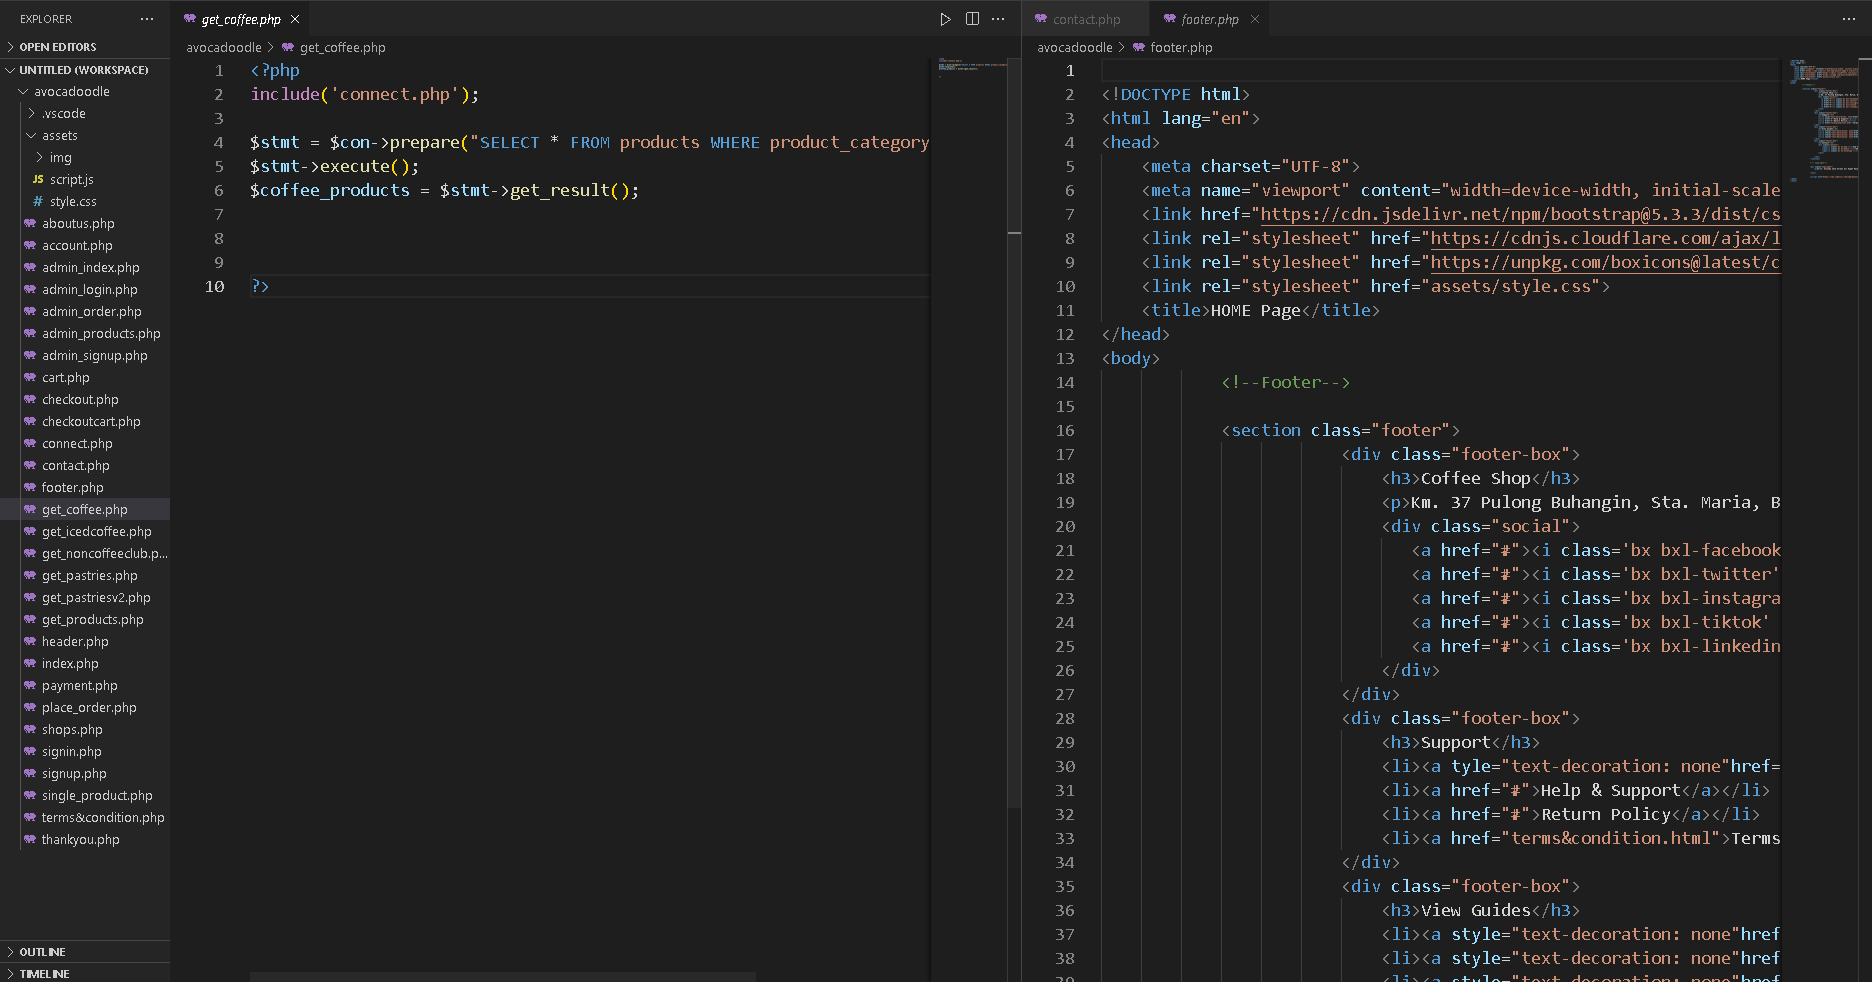 EXPLORER
OPEN EDITORS
UNTITLED (WORKSPACE)
avocadoodle
.vscode
assets
img
JS script.js
# style.css
aboutus.php
account.php
admin_index.php
admin_login.php
admin_order.php
admin_products.php
admin_signup.php
cart.php
checkout.php
checkoutcart.php
connect.php
contact.php
footer.php
get_coffee.php
get_icedcoffee.php
get_noncoffeeclub.p...
get_pastries.php
get_pastriesv2.php
get_products.php
header.php
index.php
payment.php
place_order.php
shops.php
signin.php
signup.php
single_product.php
terms&condition.php
thankyou.php
OUTLINE
TIMELINE
get_coffee.php
avocadoodle > get_coffee.php
1 <?php
2 include('connect.php');
3
4 $stmt = $con->prepare("SELECT * FROM products WHERE product_category
5 $stmt->execute();
6 $coffee_products = $stmt->get_result();
7
8
9
10 ?>
contact.php footer.php
avocadoodle > footer.php
1
2 <!DOCTYPE html>
3 <html lang="en">
4 <head>
5 <meta charset="UTF-8">
6 <meta name="viewport" content="width=device-width, initial-scale
7 <link href="https://cdn.jsdelivr.net/npm/bootstrap@5.3.3/dist/cs
8 <link rel="stylesheet" href="https://cdnjs.cloudflare.com/ajax/l
9 <link rel="stylesheet" href="https://unpkg.com/boxicons@latest/c
10 <link rel="stylesheet" href="assets/style.css">
11 <title>HOME Page</title>
12 </head>
13 <body>
14 <!--Footer-->
15
16 <section class="footer">
17 <div class="footer-box">
18 <h3>Coffee Shop</h3>
19 <p>Km. 37 Pulong Buhangin, Sta. Maria, B
20 <div class="social">
21 <a href="#"><i class='bx bxl-facebook
22 <a href="#"><i class='bx bxl-twitter'
23 <a href="#"><i class='bx bxl-instagra
24 <a href="#"><i class='bx bxl-tiktok'
25 <a href="#"><i class='bx bxl-linkedin
26 </div>
27 </div>
28 <div class="footer-box">
29 <h3>Support</h3>
30 <li><a tyle="text-decoration: none"href=
31 <li><a href="#">Help & Support</a></li>
32 <li><a href="#">Return Policy</a></li>
33 <li><a href="terms&condition.html">Terms
34 </div>
35 <div class="footer-box">
36 <h3>View Guides</h3>
37 <li><a style="text-decoration: none"href
38 <li><a style="text-decoration: none"href
39 <li><a style="text-decoration: none"href